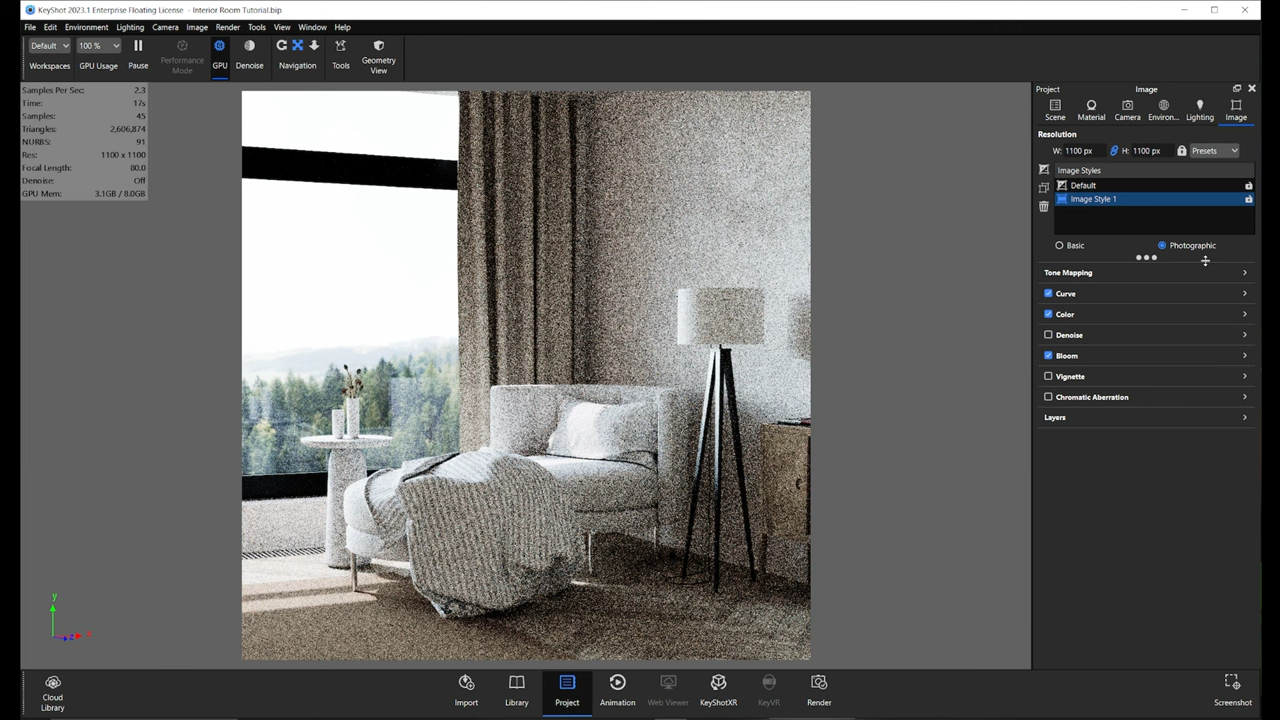 KeyShot 2023.1 Enterprise Floating License - Interior Room Tutorial.bip
File Edit Environment Lighting Camera Image Render Tools View Window Help
Default 100 %
Workspaces GPU Usage Pause Performance Mode GPU Denoise Navigation Tools Geometry View
Samples Per Sec: 2.3
Time: 17s
Samples: 45
Triangles: 2,606,874
NURBS: 91
Res: 1100 x 1100
Focal Length: 80.0
Denoise: Off
GPU Mem: 3.1GB / 8.0GB
Project Image
Scene Material Camera Environ... Lighting Image
Resolution
W: 1100 px H: 1100 px Presets
Image Styles
Default
Image Style 1
Basic Photographic
Tone Mapping
Curve
Color
Denoise
Bloom
Vignette
Chromatic Aberration
Layers
y
z
Cloud Library
Import Library Project Animation Web Viewer KeyShotXR KeyVR Render Screenshot